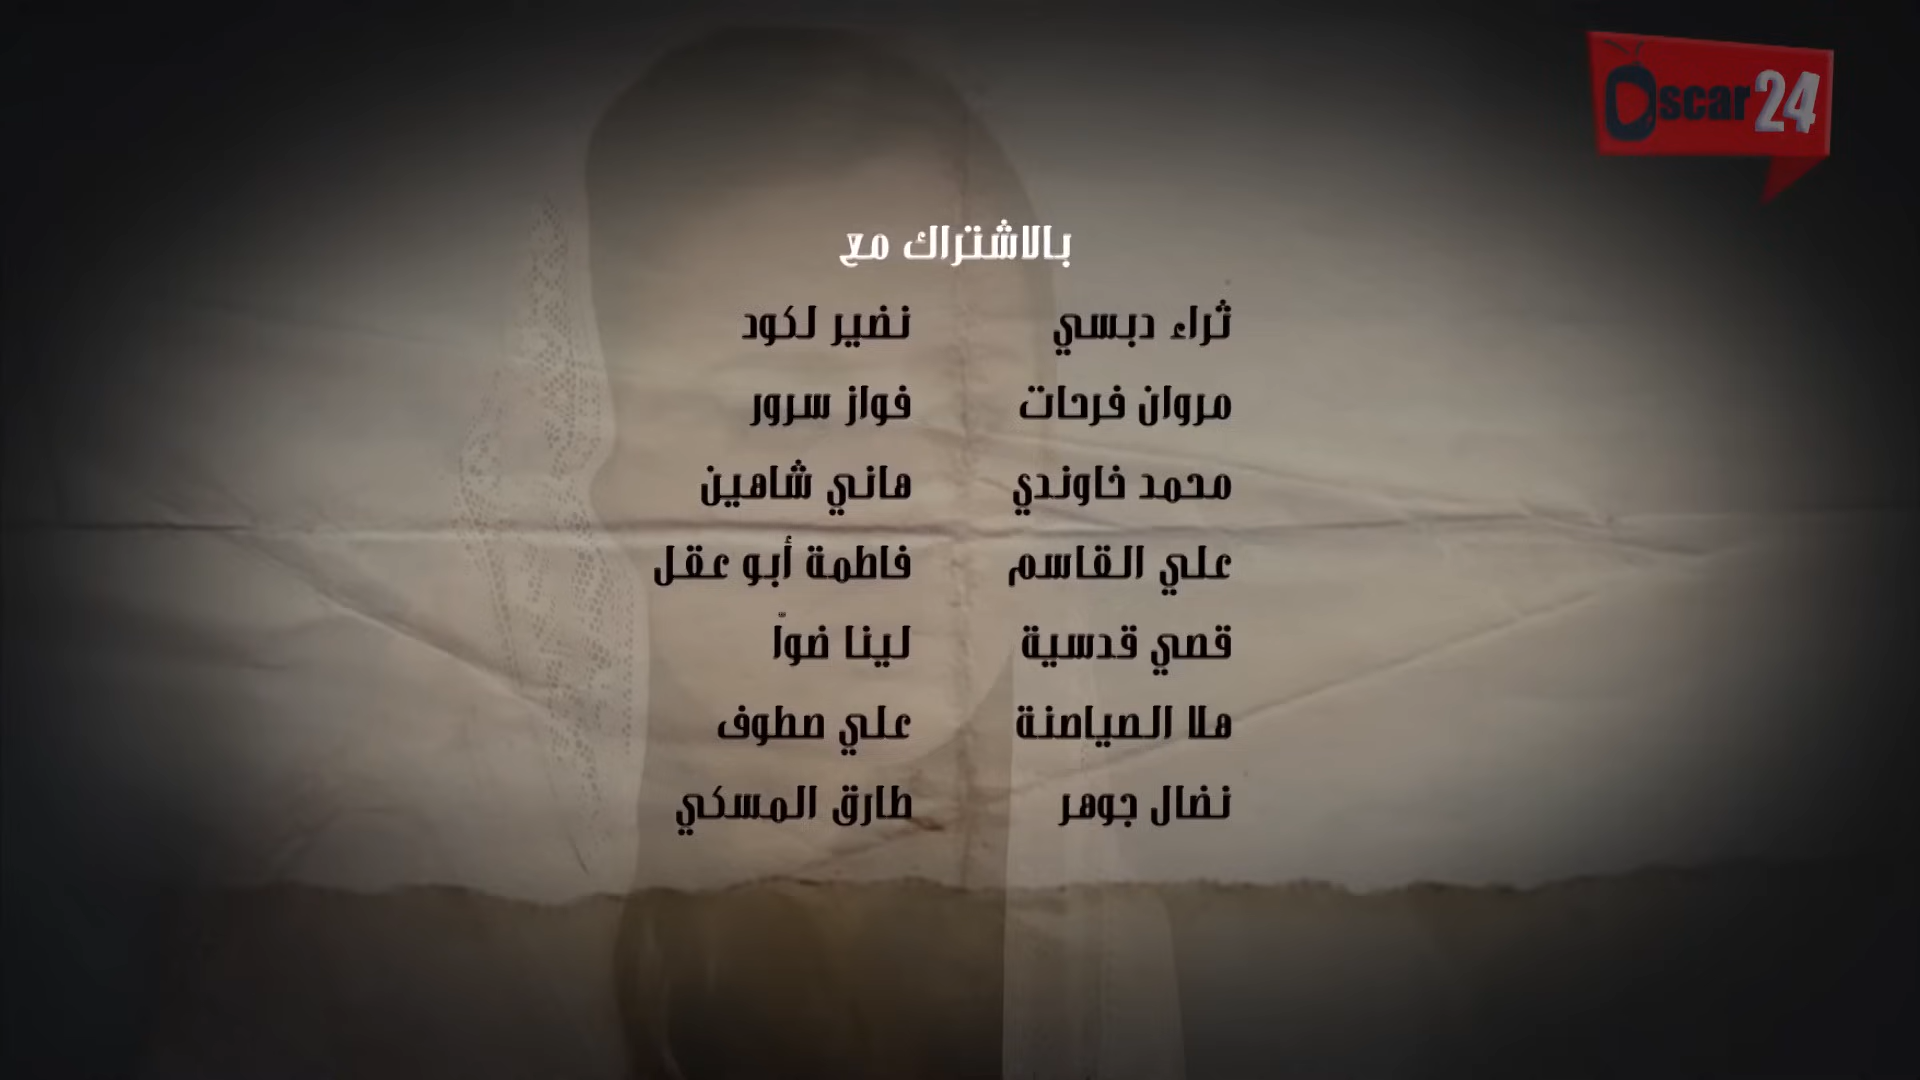 Oscar24
بالاشتراك مع
ثراء دبسي نضير لكود
مروان فرحات فواز سرور
محمد خاوندي هاني شاهين
علي القاسم فاطمة أبو عقل
قصي قدسية لينا ضوّا
هلا الصياصنة علي صطوف
نضال جوهر طارق المسكي